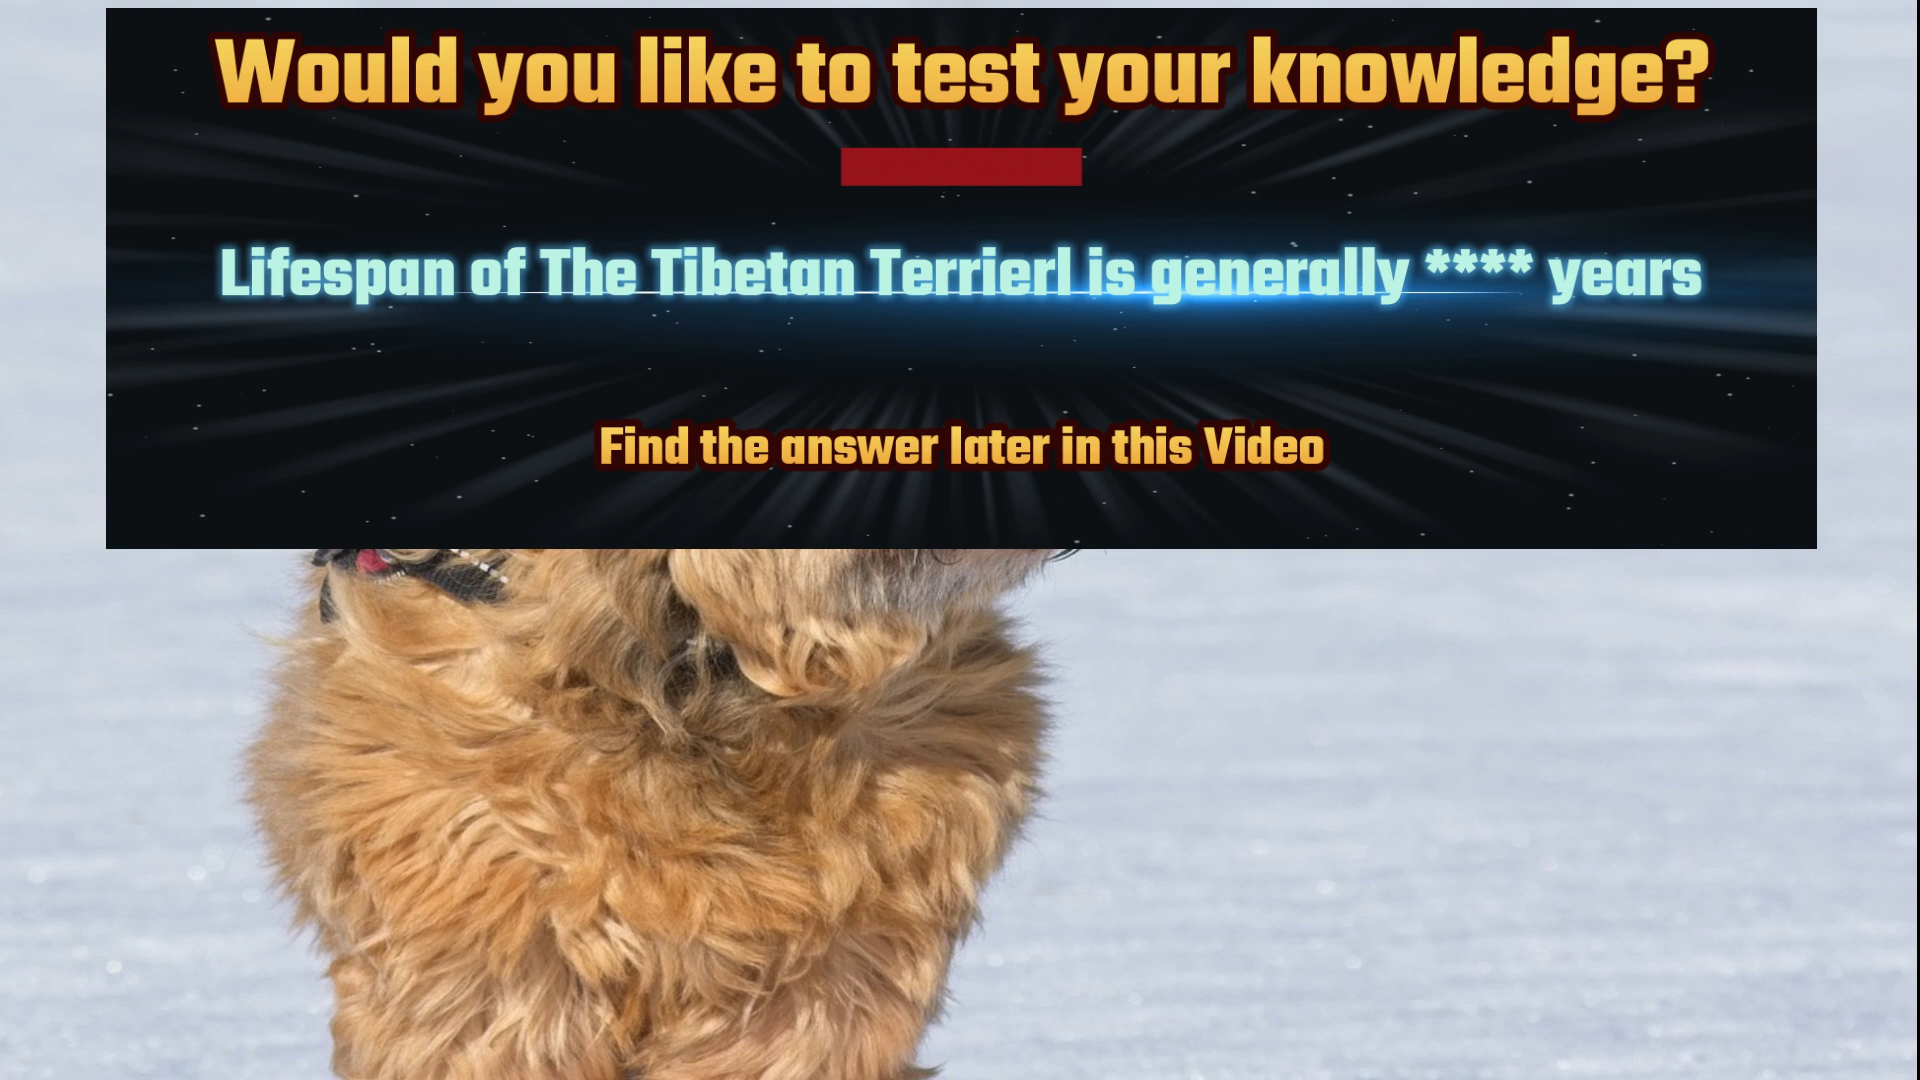 Would you like to test your knowledge?
Lifespan of The Tibetan Terrierl is generally **** years
Find the answer later in this Video